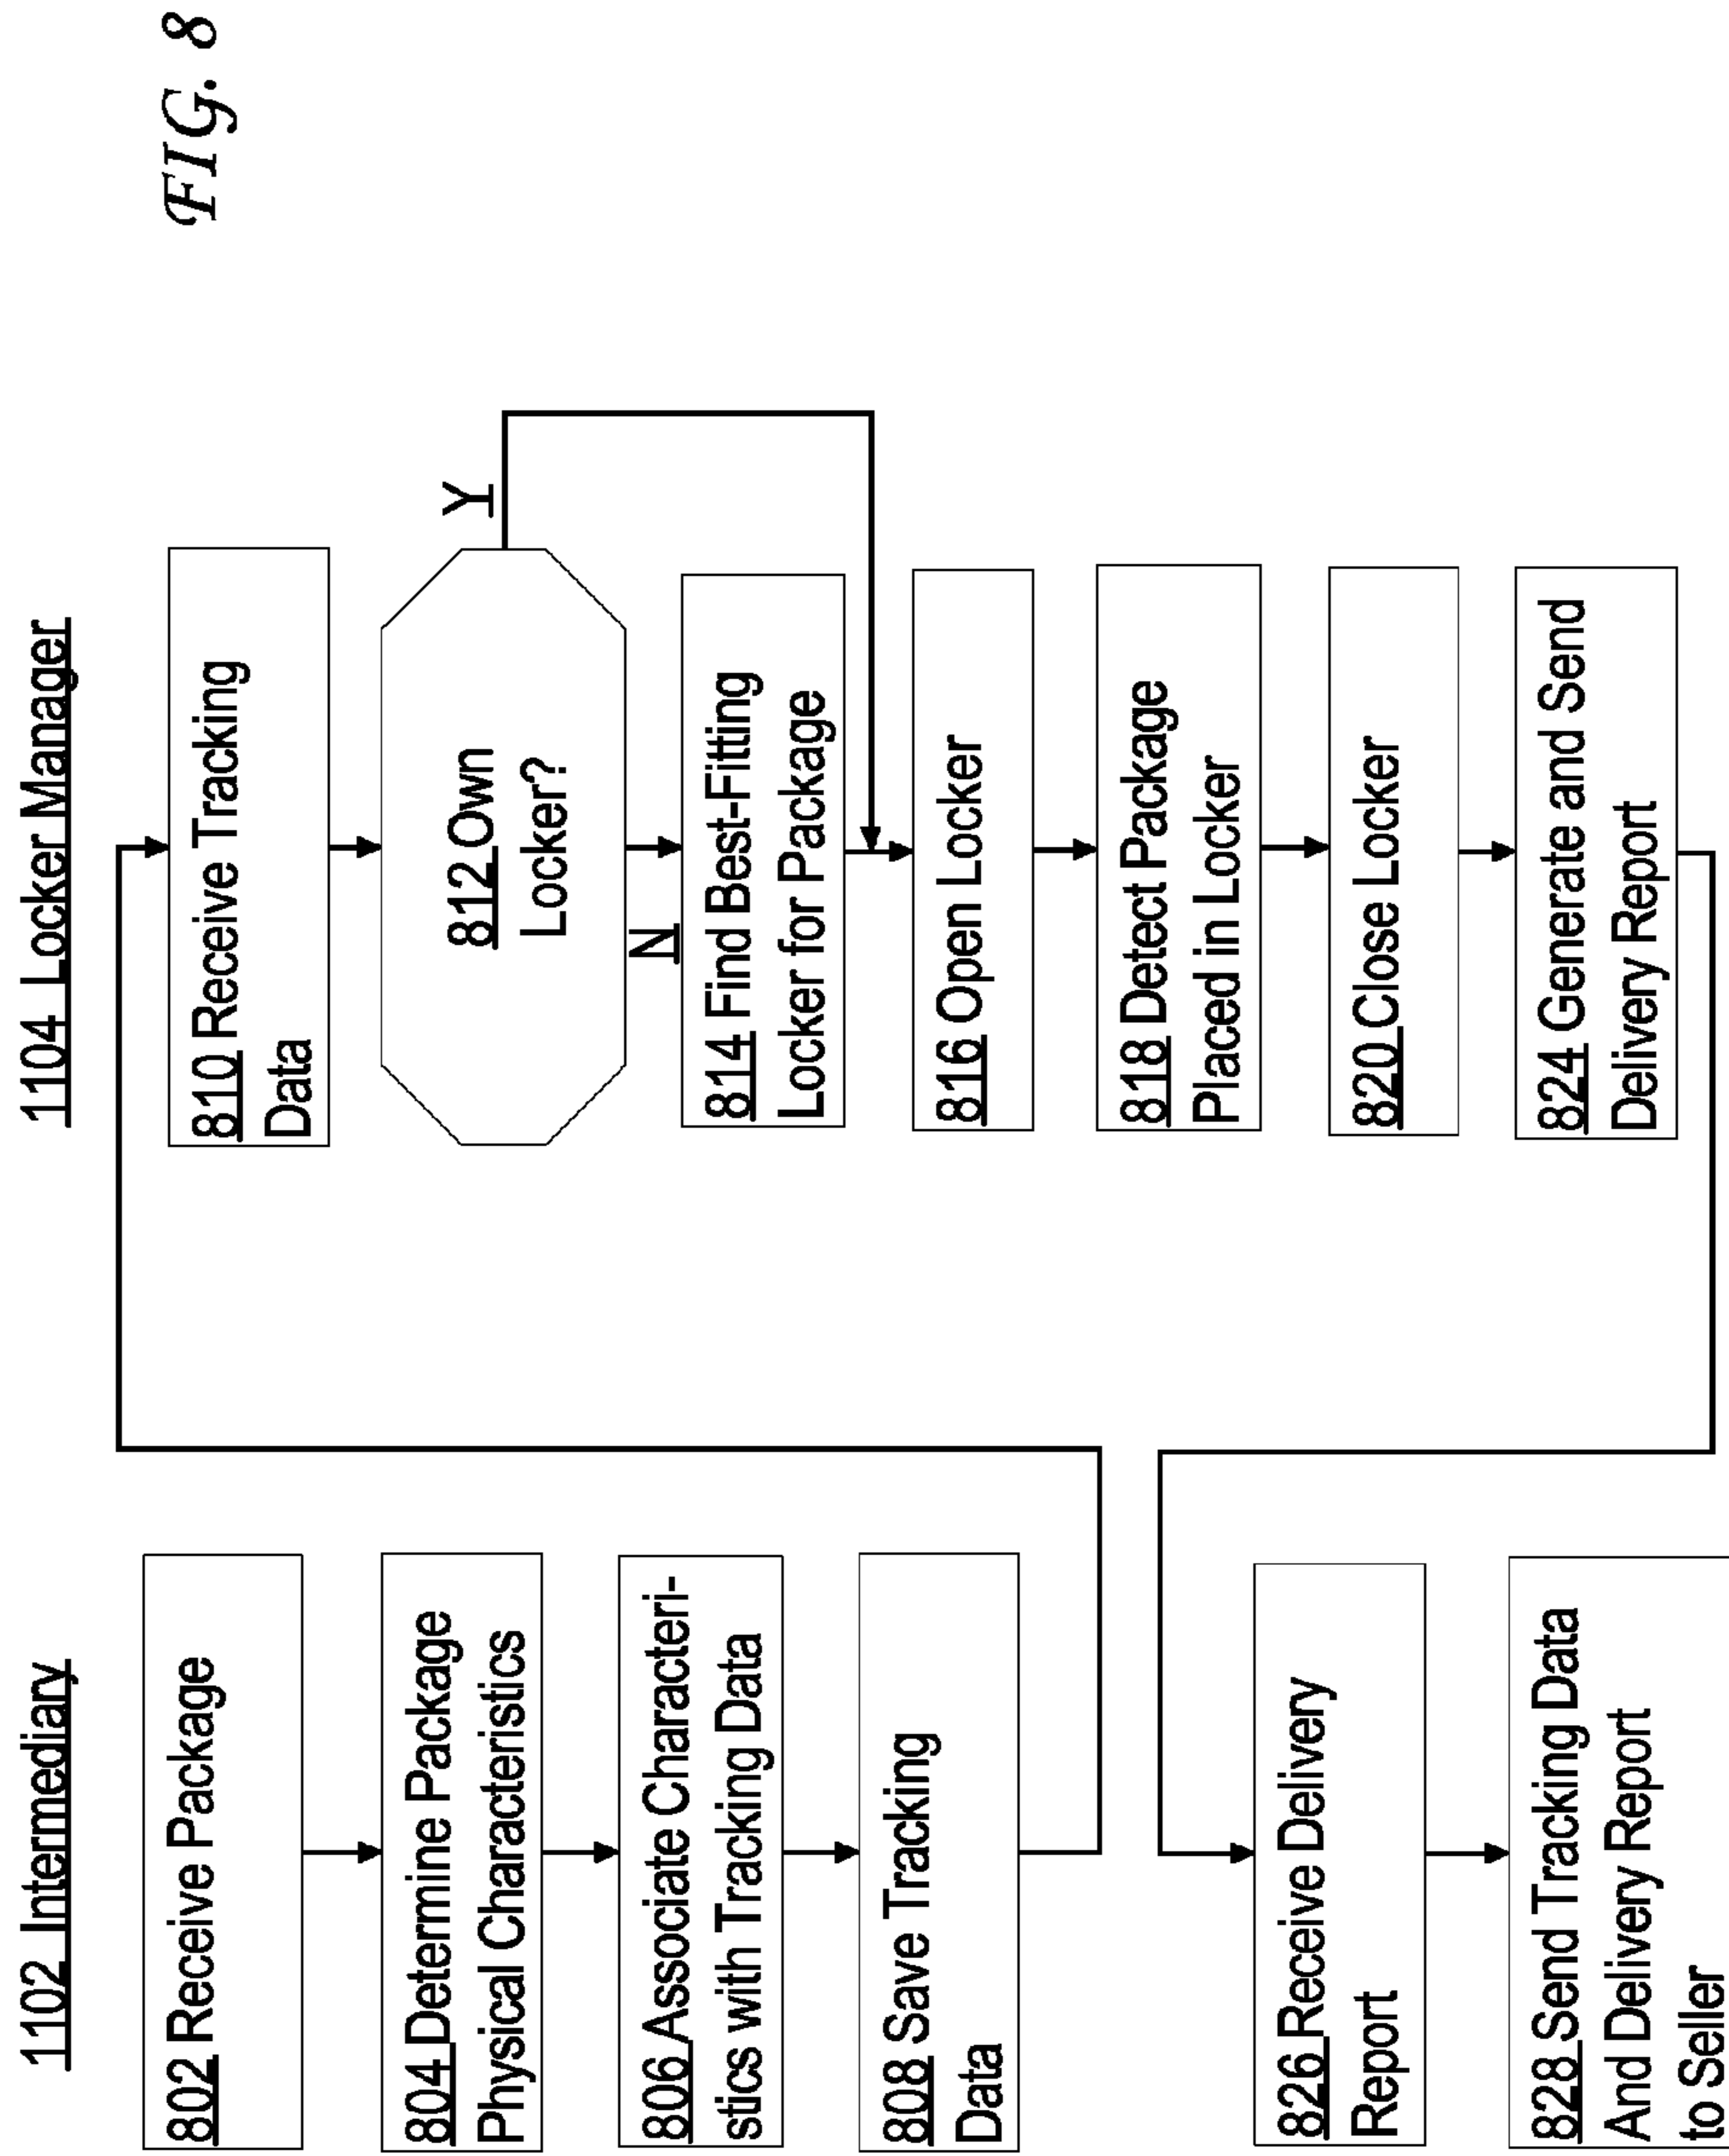 FIG. 8
1102 Intermediary
802 Receive Package
804 Determine Package
Physical Characteristics
806 Associate Characteri-
stics with Tracking Data
808 Save Tracking
Data
826 Receive Delivery
Report
828 Send Tracking Data
And Delivery Report
to Seller
1104 Locker Manager
810 Receive Tracking
Data
812 Own
Locker?
Y
N
814 Find Best-Fitting
Locker for Package
816 Open Locker
818 Detect Package
Placed in Locker
820 Close Locker
824 Generate and Send
Delivery Report